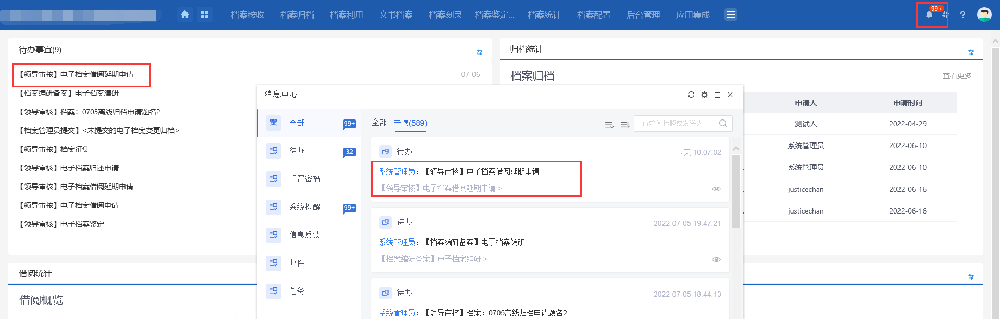 档案接收 档案归档 档案利用 文书档案 档案刻录 档案鉴定... 档案统计 档案配置 后台管理 应用集成 99+ ?
待办事宜(9)
【领导审核】电子档案借阅延期申请 07-06
【档案编研备案】电子档案编研
【领导审核】档案：0705离线归档申请题名2
【档案管理员提交】<未提交的电子档案变更归档>
【领导审核】档案征集
【领导审核】电子档案归还申请
【领导审核】电子档案借阅延期申请
【领导审核】电子档案借阅申请
【领导审核】电子档案鉴定
借阅统计
借阅概览
消息中心
全部 99+
待办 32
重置密码
系统提醒 99+
信息反馈
邮件
任务
全部 未读(589) 请输入标题或发送人
待办 今天 10:07:02
系统管理员：【领导审核】电子档案借阅延期申请
【领导审核】电子档案借阅延期申请 >
待办 2022-07-05 19:47:21
系统管理员：【档案编研备案】电子档案编研
【档案编研备案】电子档案编研 >
待办 2022-07-05 18:44:13
系统管理员：【领导审核】档案：0705离线归档申请题名2
归档统计
档案归档 查看更多
申请人 申请时间
测试人 2022-04-29
系统管理员 2022-06-10
系统管理员 2022-06-10
justicechan 2022-06-16
justicechan 2022-06-16